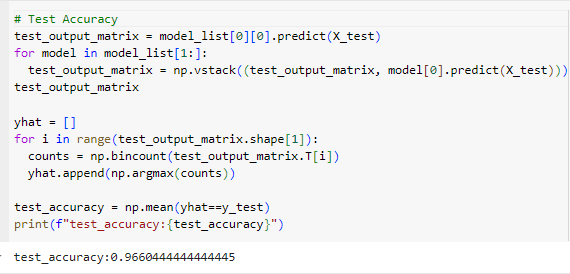 # Test Accuracy
test_output_matrix = model_list[0][0].predict(X_test)
for model in model_list[1:]:
  test_output_matrix = np.vstack((test_output_matrix, model[0].predict(X_test)))
test_output_matrix

yhat = []
for i in range(test_output_matrix.shape[1]):
  counts = np.bincount(test_output_matrix.T[i])
  yhat.append(np.argmax(counts))

test_accuracy = np.mean(yhat==y_test)
print(f"test_accuracy:{test_accuracy}")

test_accuracy:0.9660444444444445